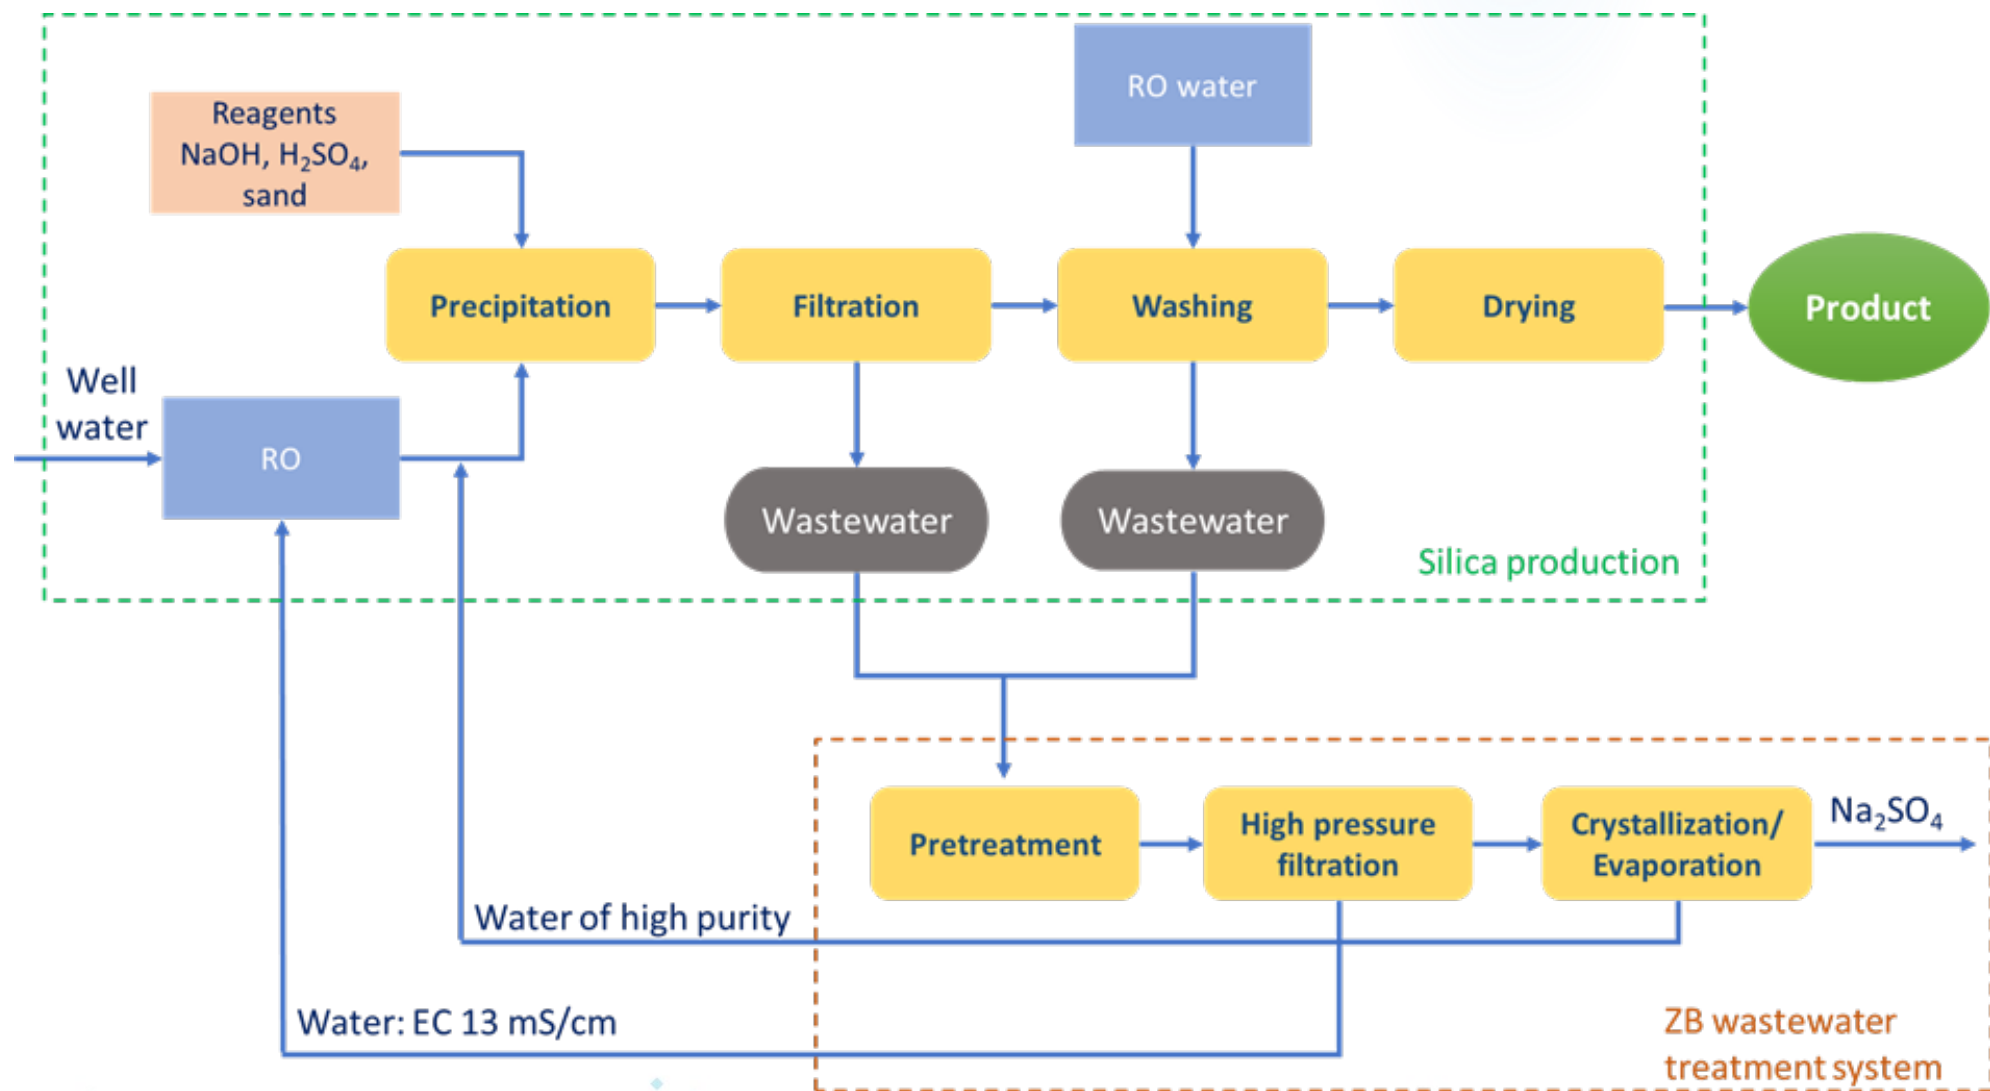 RO water
Reagents
NaOH, H₂SO₄,
sand
Precipitation
Filtration
Washing
Drying
Product
Well
water
RO
Wastewater
Wastewater
Silica production
Pretreatment
High pressure
filtration
Crystallization/
Evaporation
Na₂SO₄
Water of high purity
Water: EC 13 mS/cm
ZB wastewater
treatment system